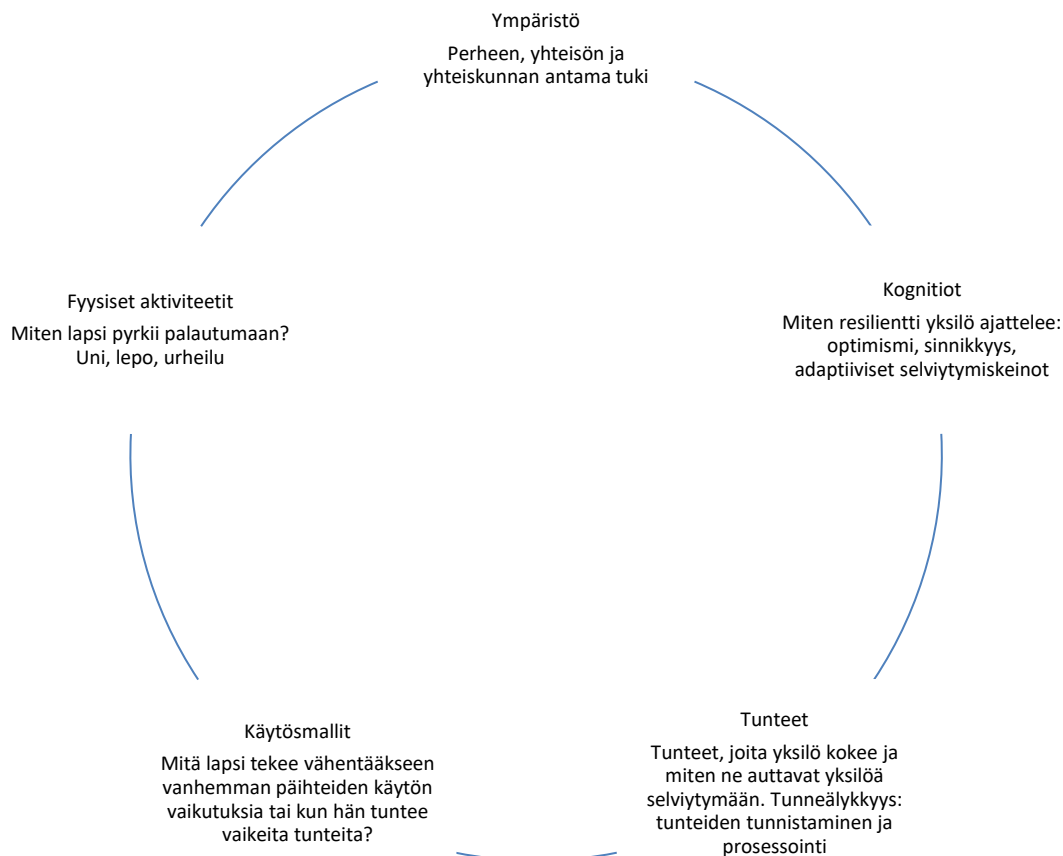 Ympäristö
Perheen, yhteisön ja
yhteiskunnan antama tuki
Kognitiot
Miten resilientti yksilö ajattelee:
optimismi, sinnikkyys,
adaptiiviset selviytymiskeinot
Tunteet
Tunteet, joita yksilö kokee ja
miten ne auttavat yksilöä
selviytymään. Tunneälykkyys:
tunteiden tunnistaminen ja
prosessointi
Käytösmallit
Mitä lapsi tekee vähentääkseen
vanhemman päihteiden käytön
vaikutuksia tai kun hän tuntee
vaikeita tunteita?
Fyysiset aktiviteetit
Miten lapsi pyrkii palautumaan?
Uni, lepo, urheilu